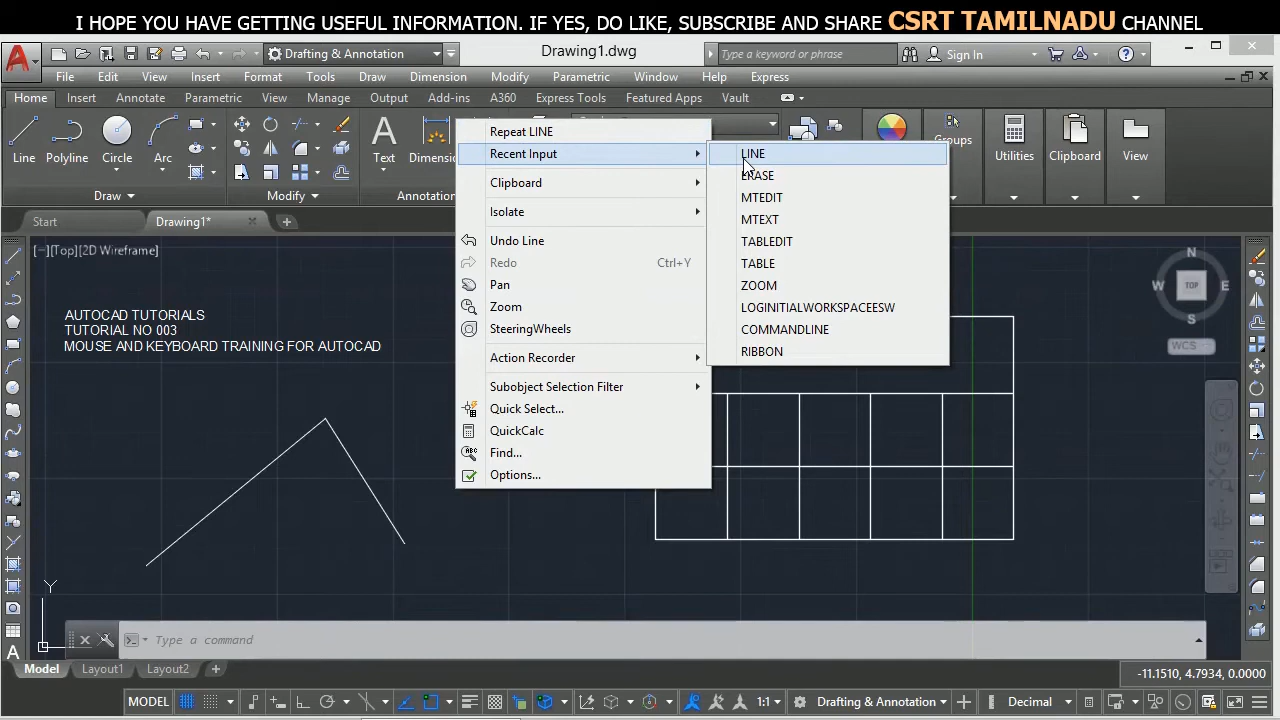 I HOPE YOU HAVE GETTING USEFUL INFORMATION. IF YES, DO LIKE, SUBSCRIBE AND SHARE CSRT TAMILNADU CHANNEL
Drafting & Annotation
Drawing1.dwg
Type a keyword or phrase
Sign In
File Edit View Insert Format Tools Draw Dimension Modify Parametric Window Help Express
Home Insert Annotate Parametric View Manage Output Add-ins A360 Express Tools Featured Apps Vault
Line Polyline Circle Arc Text Dimensi Groups Utilities Clipboard View
Draw Modify Annotation
Start Drawing1*
[−][Top][2D Wireframe]
Repeat LINE
Recent Input
Clipboard
Isolate
Undo Line
Redo Ctrl+Y
Pan
Zoom
SteeringWheels
Action Recorder
Subobject Selection Filter
Quick Select...
QuickCalc
Find...
Options...
LINE
ERASE
MTEDIT
MTEXT
TABLEDIT
TABLE
ZOOM
LOGINITIALWORKSPACEESW
COMMANDLINE
RIBBON
AUTOCAD TUTORIALS
TUTORIAL NO 003
MOUSE AND KEYBOARD TRAINING FOR AUTOCAD
N
W TOP E
S
WCS
Y
Type a command
Model Layout1 Layout2
-11.1510, 4.7934, 0.0000
MODEL 1:1 Drafting & Annotation Decimal